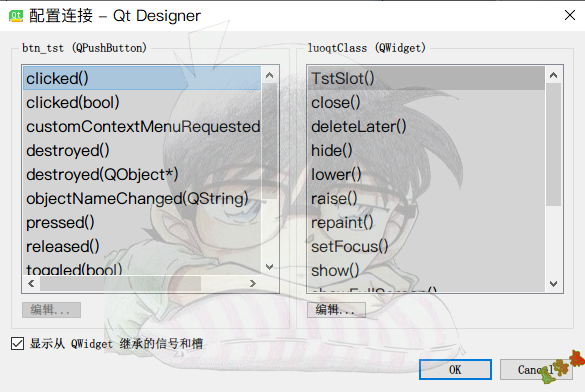 Qt 配置连接 – Qt Designer
btn_tst (QPushButton)
clicked()
clicked(bool)
customContextMenuRequested
destroyed()
destroyed(QObject*)
objectNameChanged(QString)
pressed()
released()
toggled(bool)
编辑...
luoqtClass (QWidget)
TstSlot()
close()
deleteLater()
hide()
lower()
raise()
repaint()
setFocus()
show()
showFullScreen()
编辑...
显示从 QWidget 继承的信号和槽
OK
Cancel